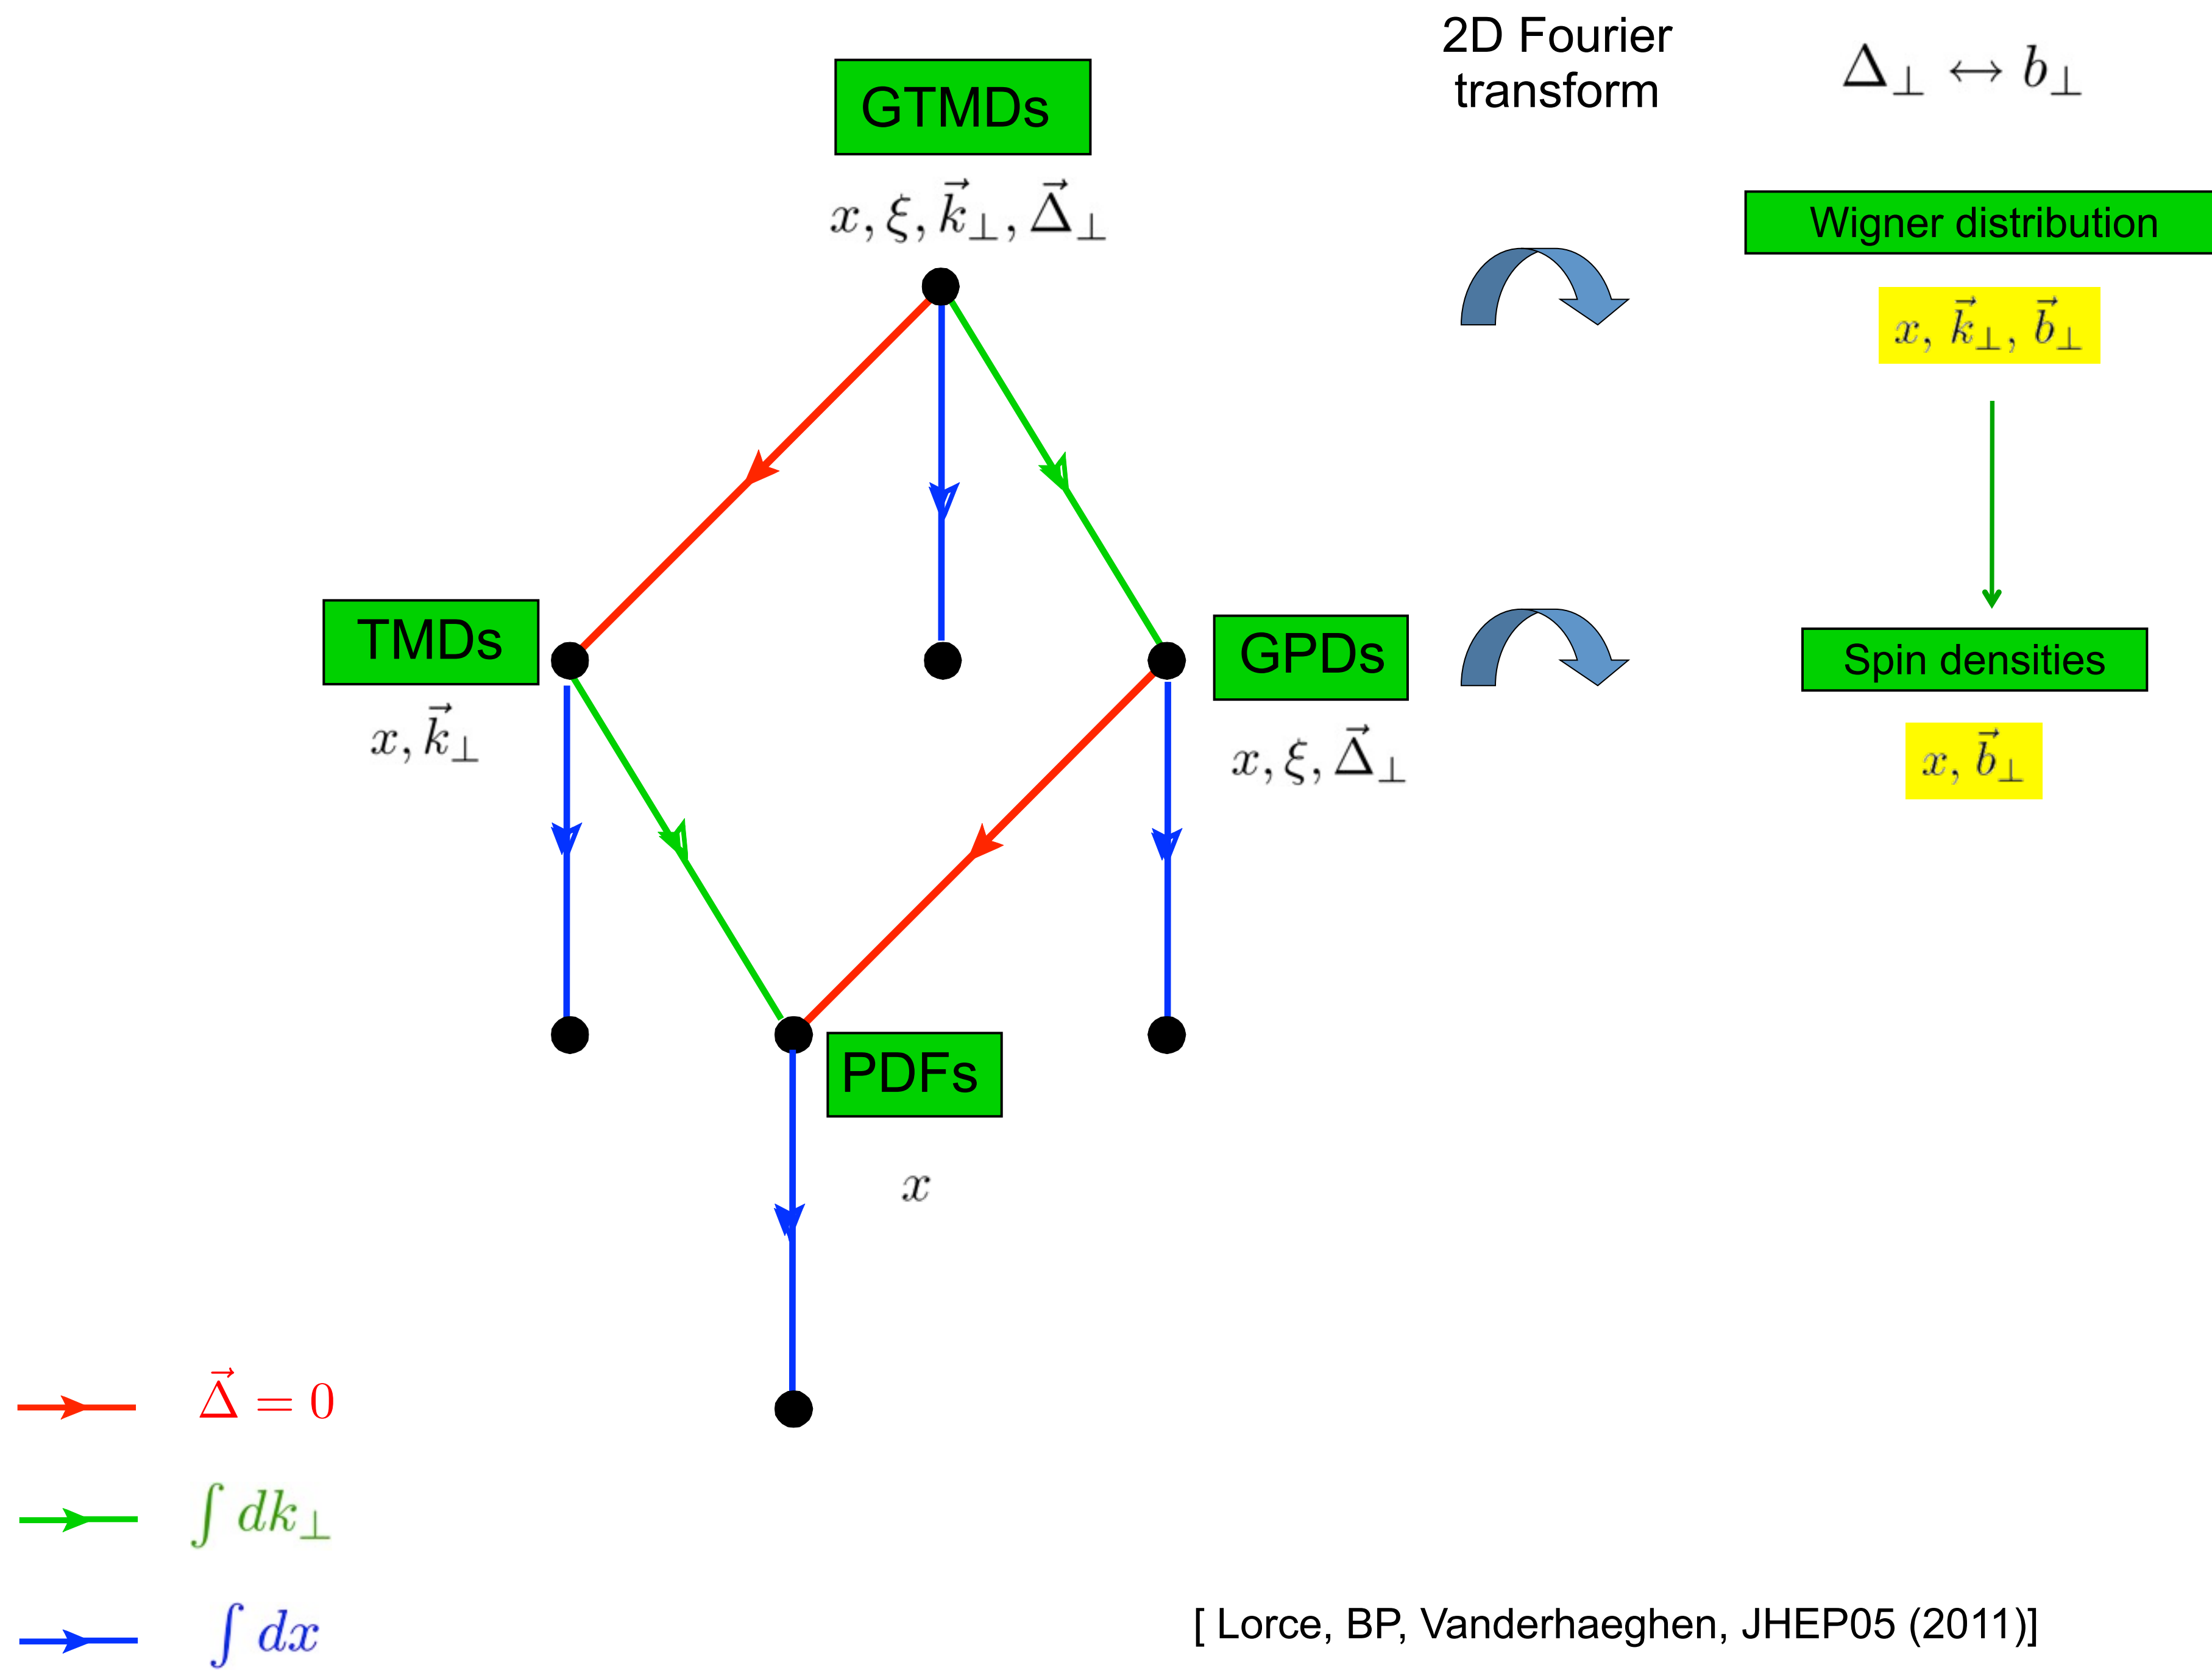 2D Fourier
transform
Δ⊥ ↔ b⊥
GTMDs
x, ξ, k⃗⊥, Δ⃗⊥
Wigner distribution
x, k⃗⊥, b⃗⊥
TMDs
x, k⃗⊥
GPDs
x, ξ, Δ⃗⊥
Spin densities
x, b⃗⊥
PDFs
x
Δ⃗ = 0
∫ dk⊥
∫ dx
[ Lorce, BP, Vanderhaeghen, JHEP05 (2011)]